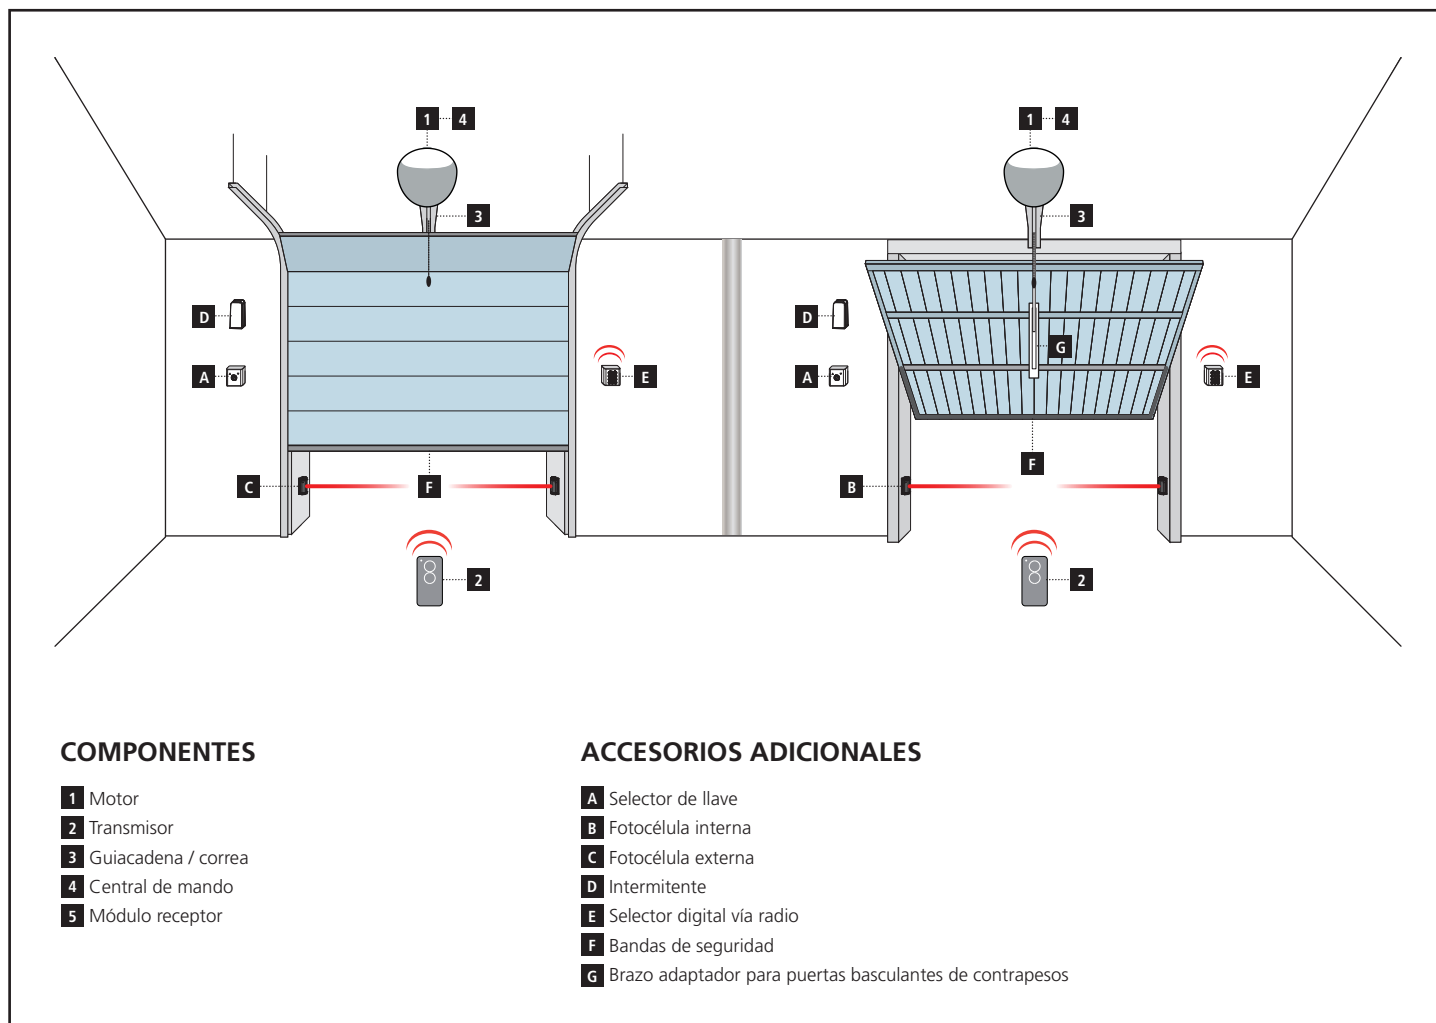 1 4
1 4
3
3
D
D
G
A
E
A
E
F
C
F
B
2
2
COMPONENTES
1 Motor
2 Transmisor
3 Guiacadena / correa
4 Central de mando
5 Módulo receptor
ACCESORIOS ADICIONALES
A Selector de llave
B Fotocélula interna
C Fotocélula externa
D Intermitente
E Selector digital vía radio
F Bandas de seguridad
G Brazo adaptador para puertas basculantes de contrapesos